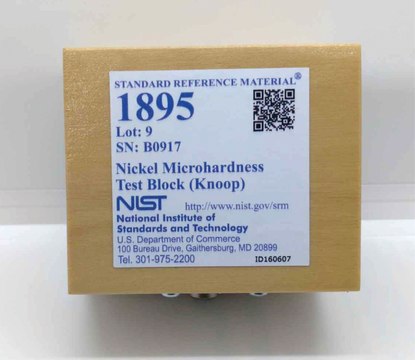 STANDARD REFERENCE MATERIAL®
1895
Lot: 9
SN: B0917
Nickel Microhardness
Test Block (Knoop)
NIST http://www.nist.gov/srm
National Institute of
Standards and Technology
U.S. Department of Commerce
100 Bureau Drive, Gaithersburg, MD 20899
Tel. 301-975-2200 ID160607